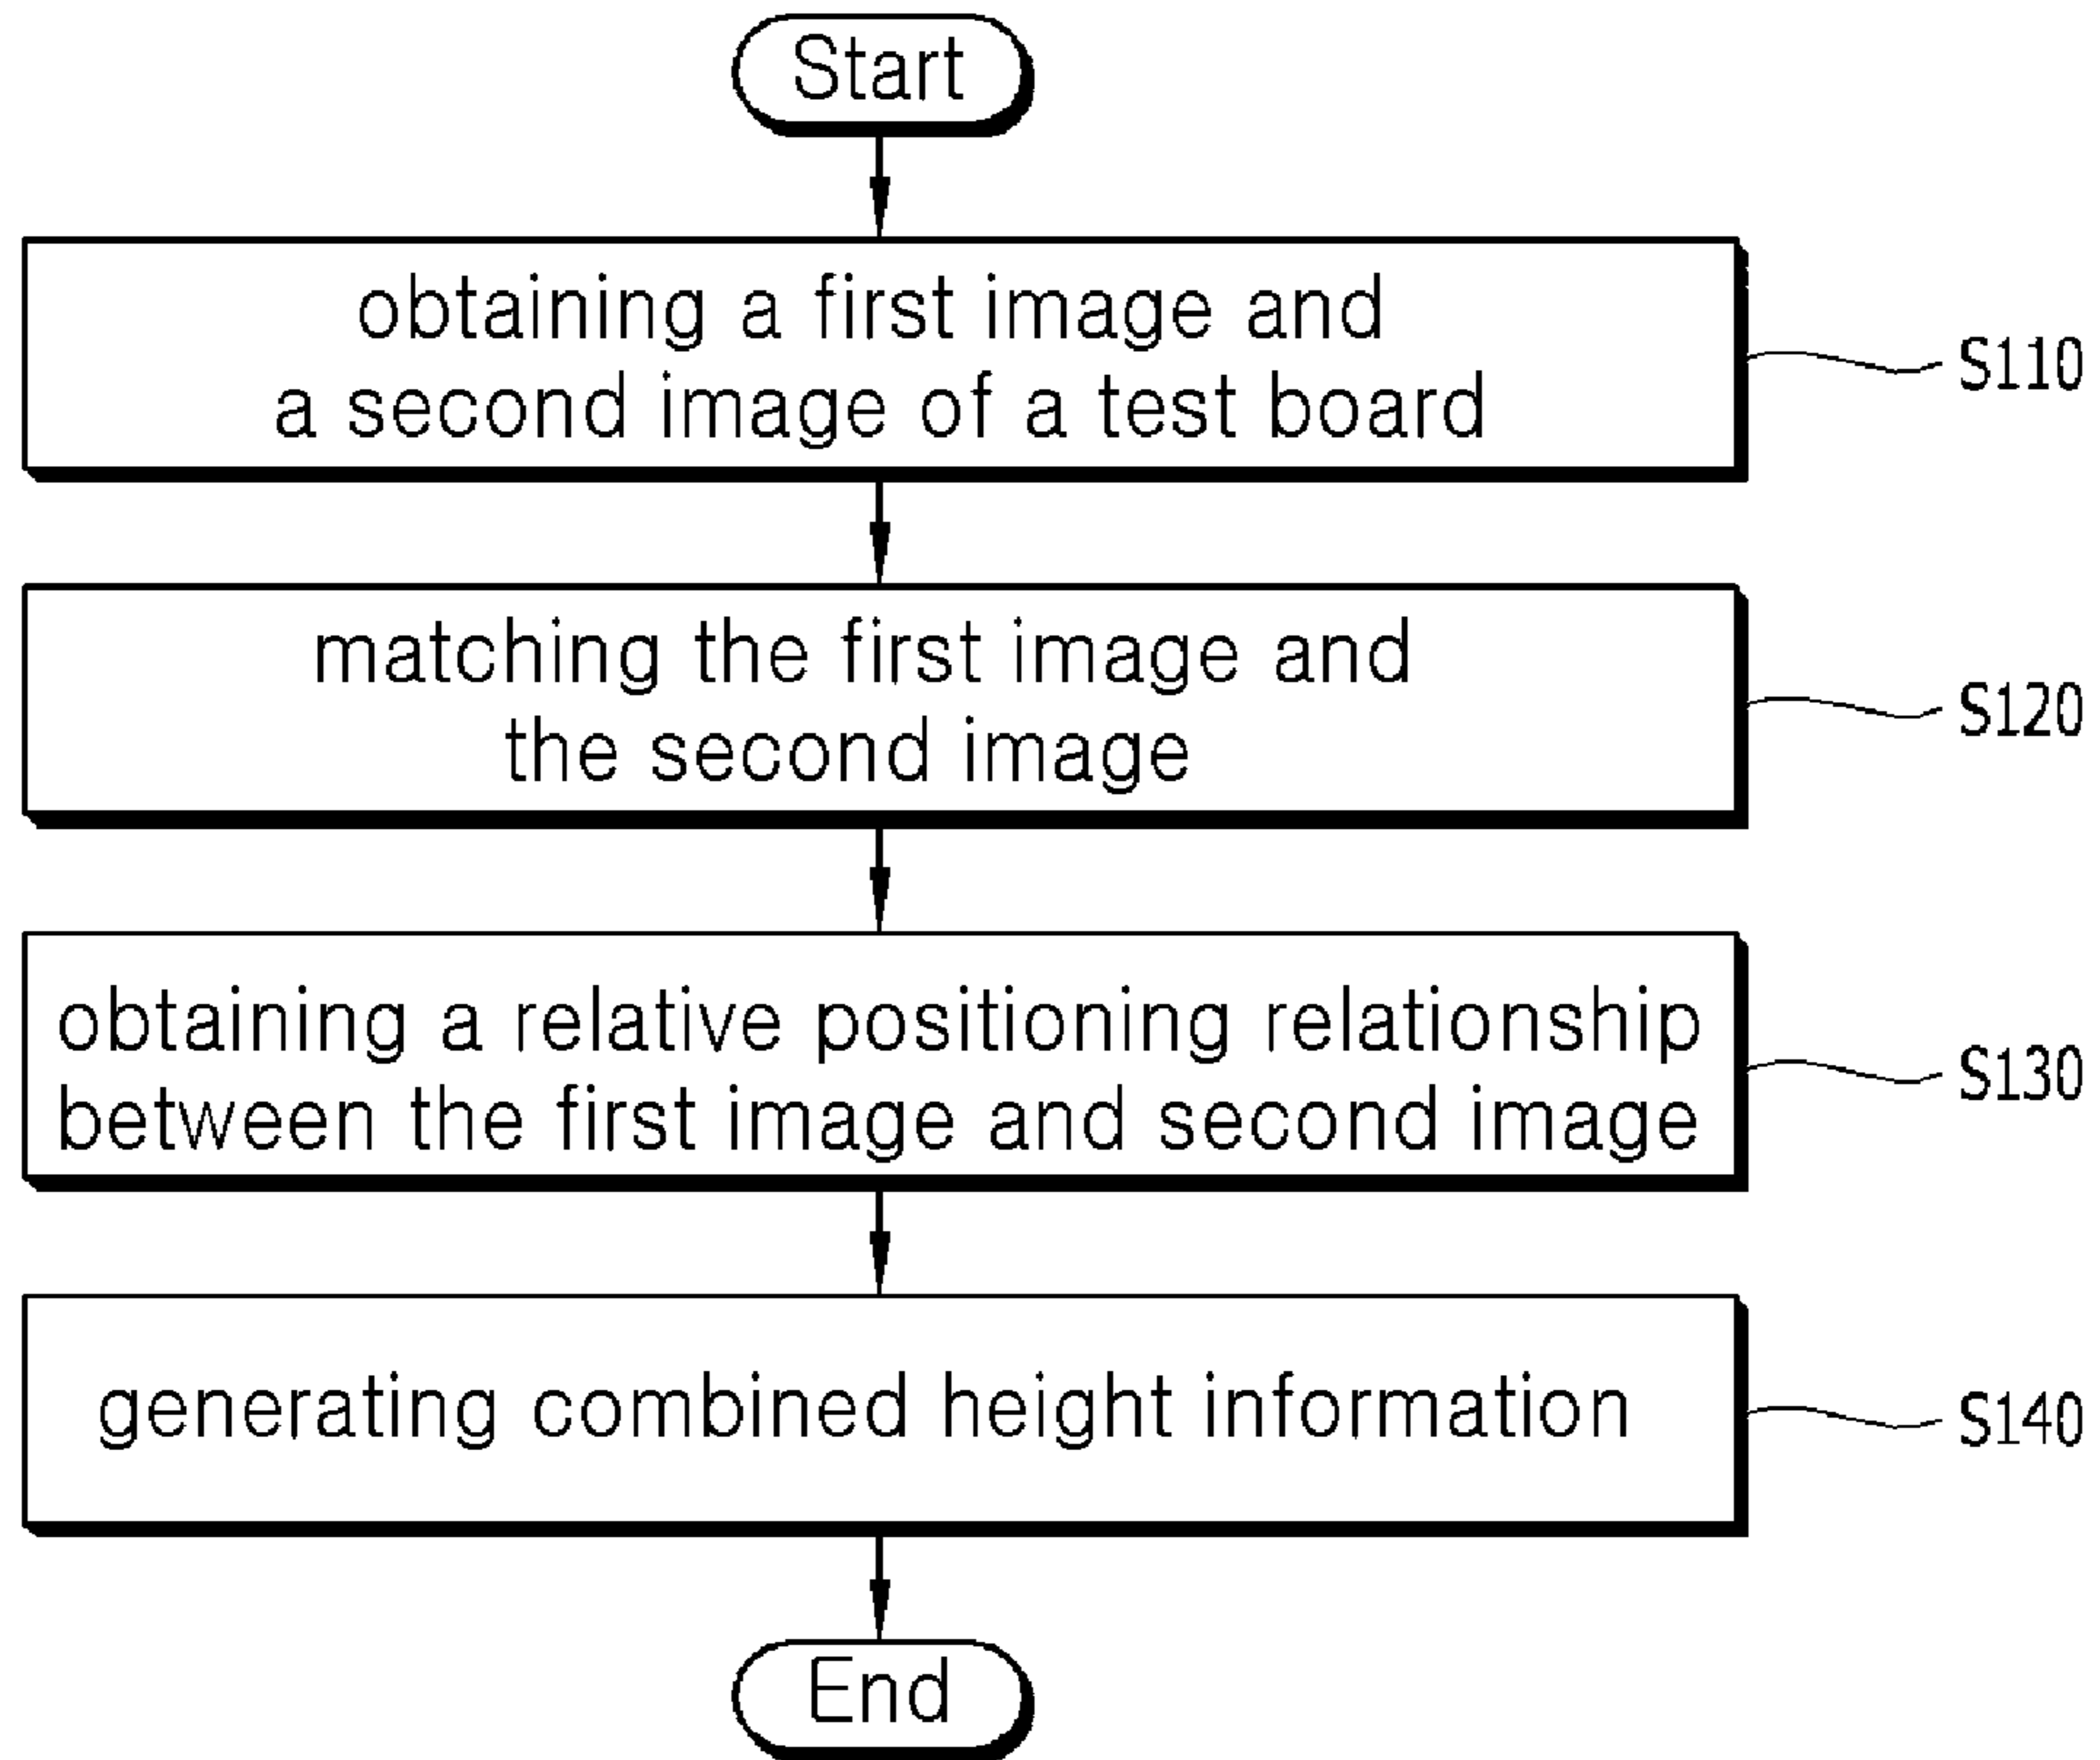 Start
obtaining a first image and
a second image of a test board
S110
matching the first image and
the second image
S120
obtaining a relative positioning relationship
between the first image and second image
S130
generating combined height information
S140
End